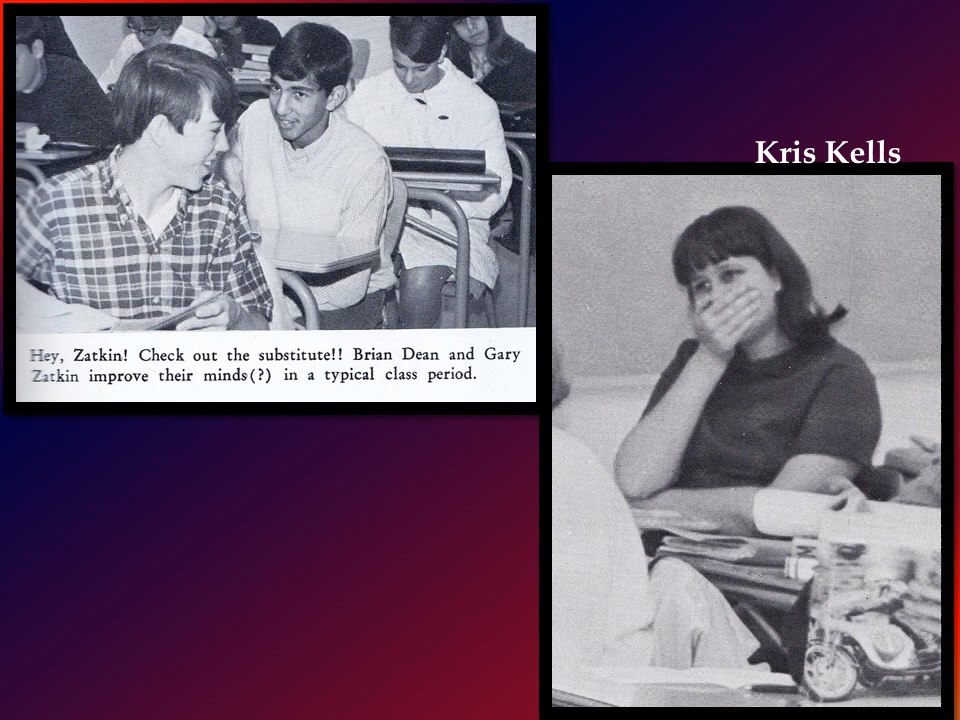 Hey, Zatkin! Check out the substitute!! Brian Dean and Gary
Zatkin improve their minds(?) in a typical class period.
Kris Kells